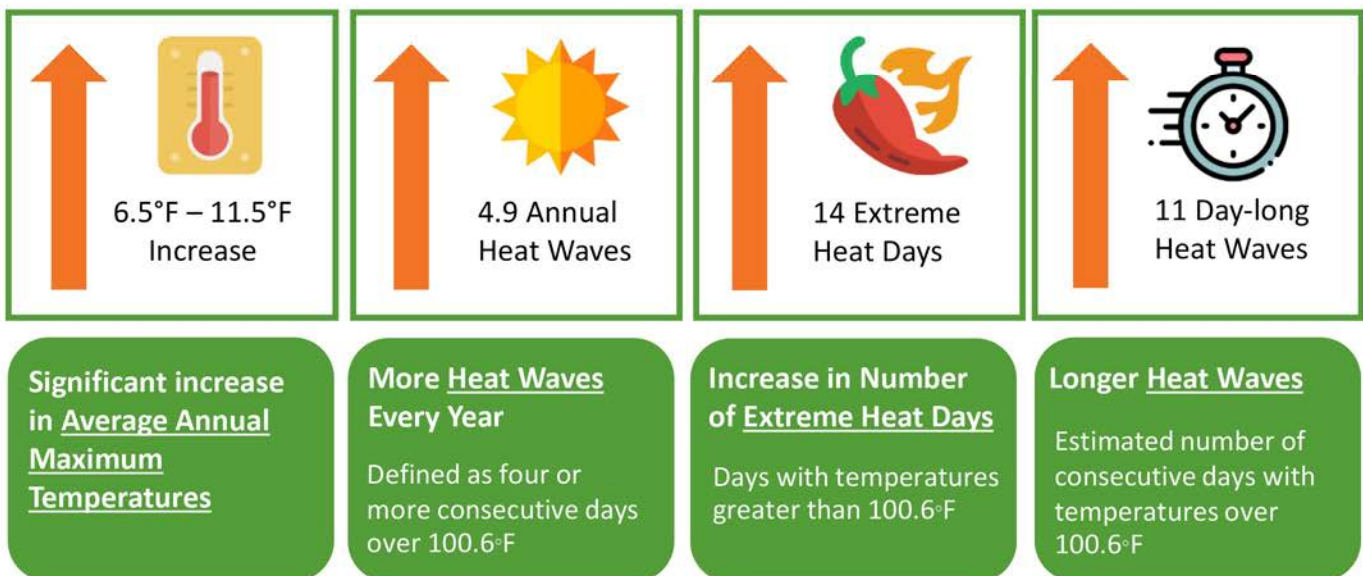 6.5°F – 11.5°F
Increase
4.9 Annual
Heat Waves
14 Extreme
Heat Days
11 Day-long
Heat Waves
Significant increase
in Average Annual
Maximum
Temperatures
More Heat Waves
Every Year
Defined as four or
more consecutive days
over 100.6◦F
Increase in Number
of Extreme Heat Days
Days with temperatures
greater than 100.6◦F
Longer Heat Waves
Estimated number of
consecutive days with
temperatures over
100.6◦F